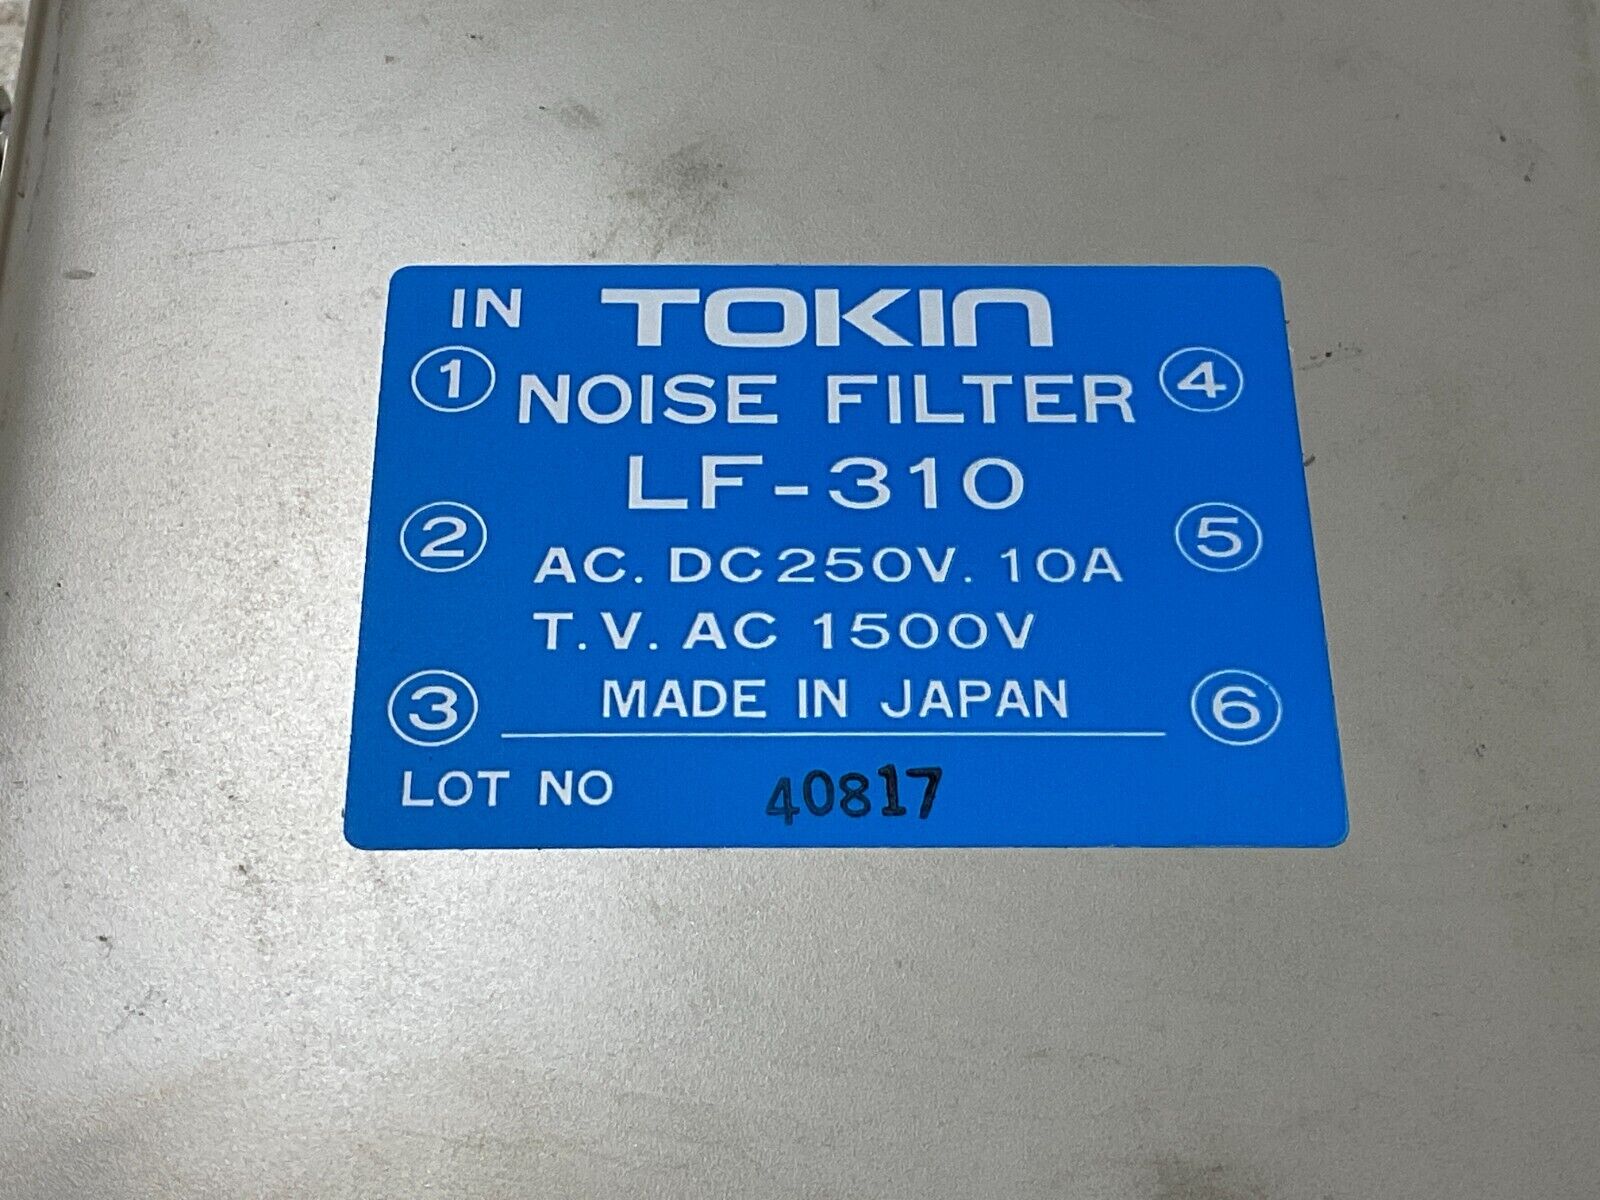 IN TOKIN
① NOISE FILTER ④
LF-310
② AC. DC250V. 10A ⑤
T.V. AC 1500V
③ MADE IN JAPAN ⑥
LOT NO 40817